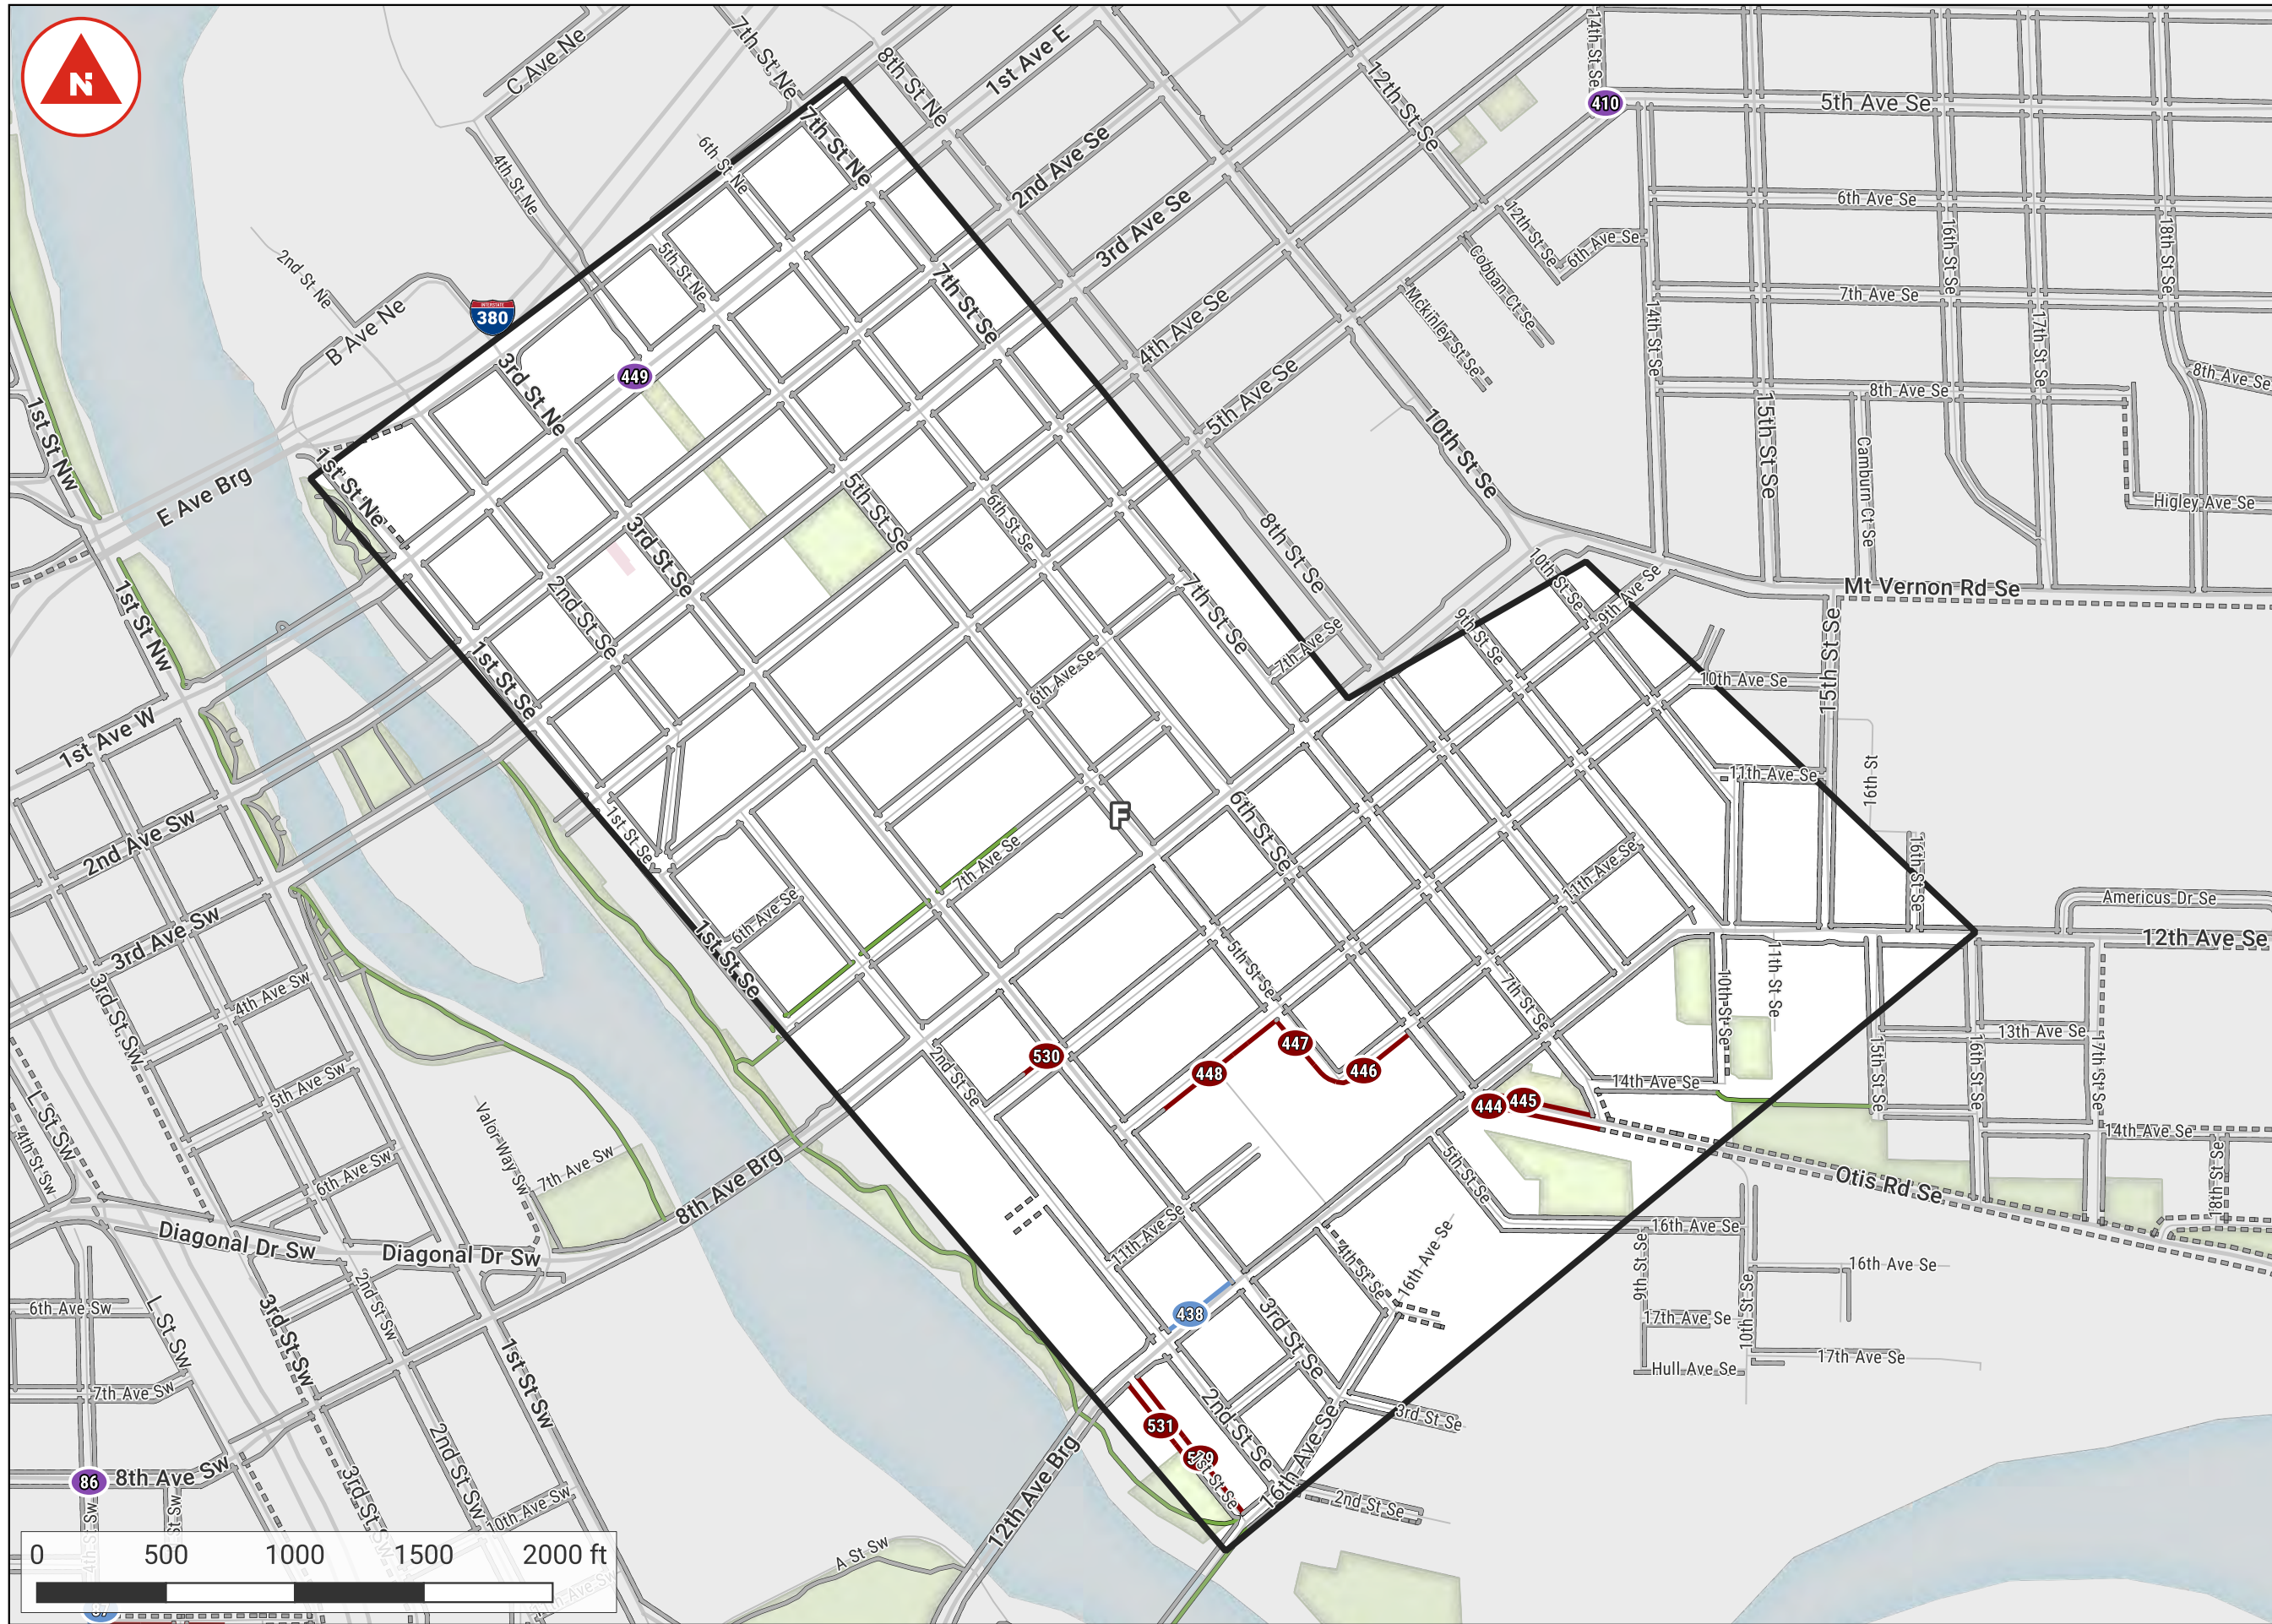 N
C Ave Ne
7th St Ne
8th St Ne
1st Ave E
12th St Se
14th St Se
410
5th Ave Se
4th St Ne
6th St Ne
7th St Ne
2nd Ave Se
3rd Ave Se
12th St Se
6th Ave Se
6th Ave Se
16th St Se
18th St Se
2nd St Ne
B Ave Ne
INTERSTATE
380
5th St Ne
7th St Se
4th Ave Se
Cobban Ct Se
Mckinley St Se
7th Ave Se
14th St Se
17th St Se
8th Ave Se
8th Ave Se
3rd St Ne
449
5th Ave Se
10th St Se
15th St Se
Camburn Ct Se
Higley Ave Se
1st St Nw
E Ave Brg
1st St Ne
3rd St Se
5th St Se
6th St Se
8th St Se
10th St Se
9th Ave Se
Mt Vernon Rd Se
1st St Nw
2nd St Se
1st St Se
7th St Se
7th Ave Se
9th St Se
10th Ave Se
15th St Se
6th Ave Se
1st Ave W
11th Ave Se
16th St
2nd Ave Sw
1st St Se
F
6th St Se
7th Ave Se
11th Ave Se
16th St Se
Americus Dr Se
12th Ave Se
3rd Ave Sw
6th Ave Se
1st St Se
5th St Se
7th St Se
10th St Se
11th St Se
4th Ave Sw
3rd St Sw
13th Ave Se
15th St Se
16th St Se
17th St Se
530
447
448
446
444
445
14th Ave Se
14th Ave Se
5th Ave Sw
L St Sw
4th St Sw
Valor Way Sw
2nd St Se
7th Ave Sw
6th Ave Sw
8th Ave Brg
5th St Se
Otis Rd Se
18th St Se
Diagonal Dr Sw
Diagonal Dr Sw
11th Ave Se
4th St Se
16th Ave Se
16th Ave Se
9th St Se
16th Ave Se
10th St Se
6th Ave Sw
L St Sw
3rd St Sw
2nd St Sw
438
3rd St Se
17th Ave Se
17th Ave Se
Hull Ave Se
7th Ave Sw
1st St Sw
531
2nd St Se
1st St Se
16th Ave Se
3rd St Se
2nd St Se
86
8th Ave Sw
3rd St Sw
2nd St Sw
10th Ave Sw
12th Ave Brg
A St Sw
4th St Sw
0 500 1000 1500 2000 ft